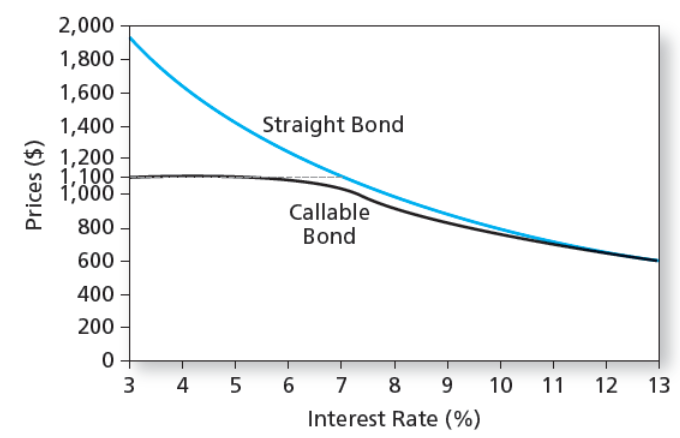 2,000
1,800
1,600
1,400
1,200
1,100
1,000
800
600
400
200
0
Prices ($)
Straight Bond
Callable
Bond
3 4 5 6 7 8 9 10 11 12 13
Interest Rate (%)